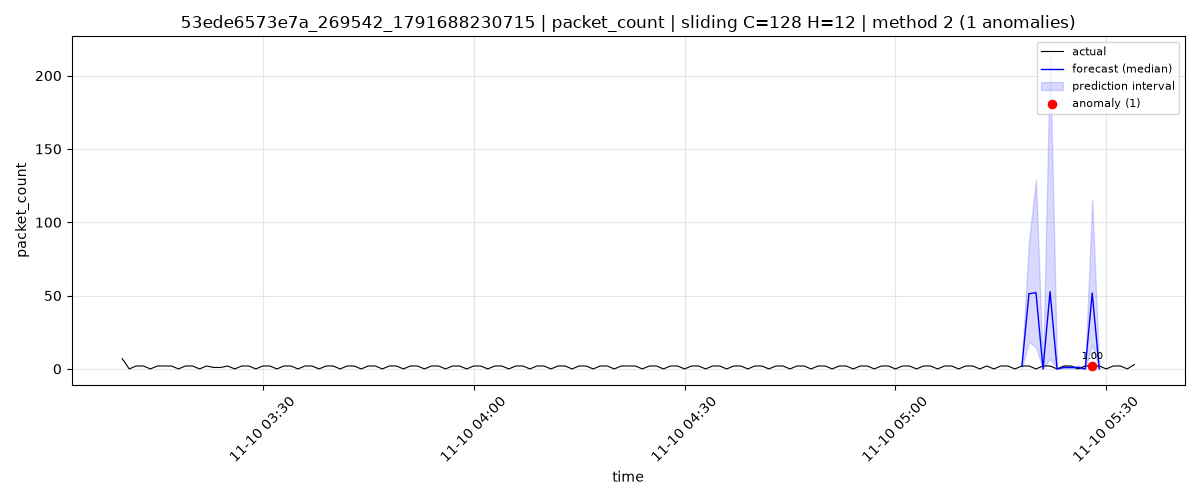 53ede6573e7a_269542_1791688230715 | packet_count | sliding C=128 H=12 | method 2 (1 anomalies)
actual
forecast (median)
prediction interval
anomaly (1)
200
150
100
50
0
packet_count
1.00
11-10 03:30
11-10 04:00
11-10 04:30
11-10 05:00
11-10 05:30
time